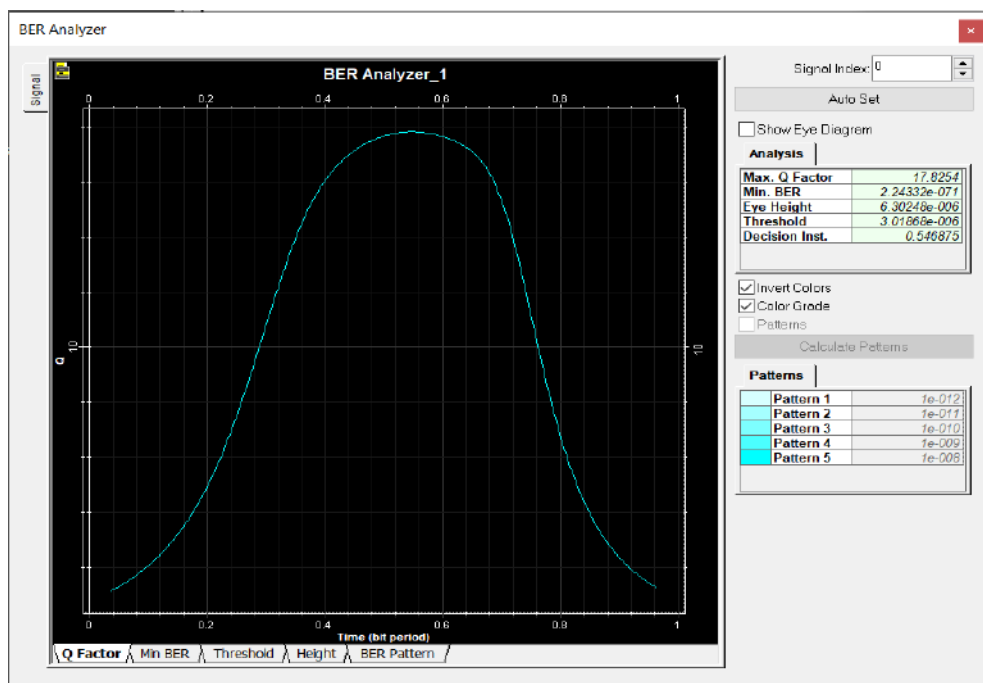 BER Analyzer
×
Signal
BER Analyzer_1
0 0.2 0.4 0.6 0.8 1
Q
10
10
0 0.2 0.4 0.6 0.8 1
Time (bit period)
Q Factor Min BER Threshold Height BER Pattern
Signal Index: 0
Auto Set
Show Eye Diagram
Analysis
Max. Q Factor 17.8254
Min. BER 2.24332e-071
Eye Height 6.30248e-006
Threshold 3.01868e-006
Decision Inst. 0.546875
Invert Colors
Color Grade
Patterns
Calculate Patterns
Patterns
Pattern 1 1e-012
Pattern 2 1e-011
Pattern 3 1e-010
Pattern 4 1e-009
Pattern 5 1e-008